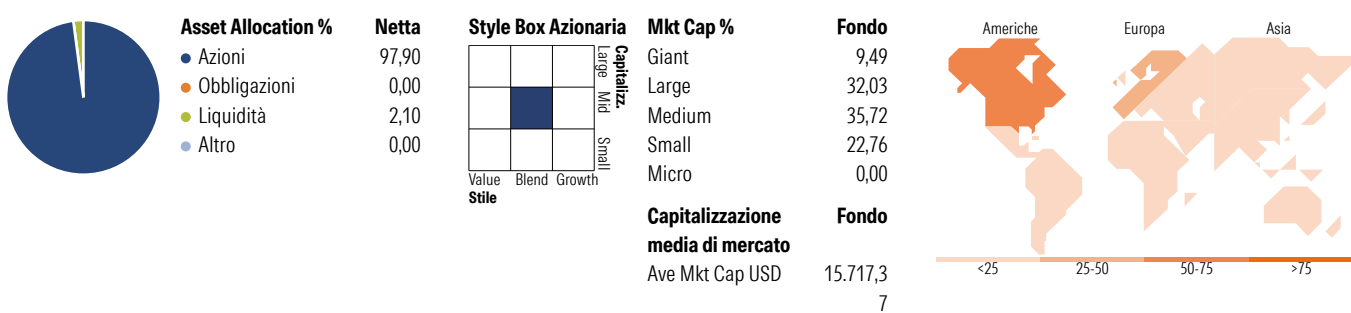 Asset Allocation % Netta
Azioni 97,90
Obbligazioni 0,00
Liquidità 2,10
Altro 0,00
Style Box Azionaria
Large Mid Small
Capitalizz.
Value Blend Growth
Stile
Mkt Cap % Fondo
Giant 9,49
Large 32,03
Medium 35,72
Small 22,76
Micro 0,00
Capitalizzazione Fondo
media di mercato
Ave Mkt Cap USD 15.717,3
7
Americhe Europa Asia
<25 25-50 50-75 >75